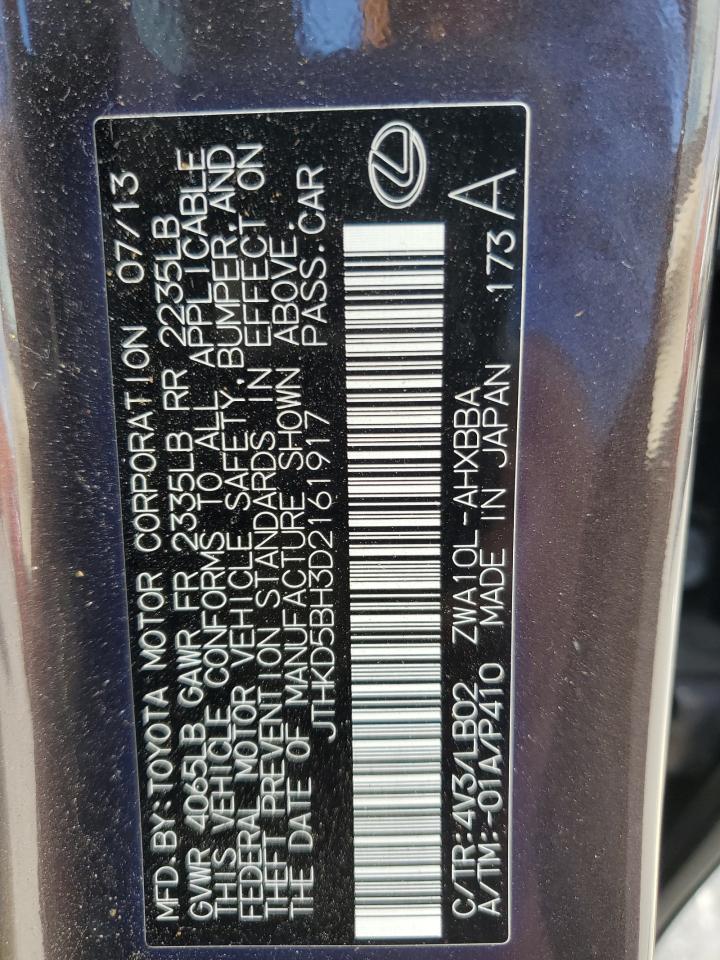 MFD.BY:TOYOTA MOTOR CORPORATION 07/13
GVWR 4065LB GAWR FR 2335LB RR 2235LB
THIS VEHICLE CONFORMS TO ALL APPLICABLE
FEDERAL MOTOR VEHICLE SAFETY,BUMPER,AND
THEFT PREVENTION STANDARDS IN EFFECT ON
THE DATE OF MANUFACTURE SHOWN ABOVE.
JTHKD5BH3D2161917 PASS.CAR
C/TR:4V3/LB02 ZWA10L-AHXBBA
A/TM:-01A/P410 MADE IN JAPAN 173 A